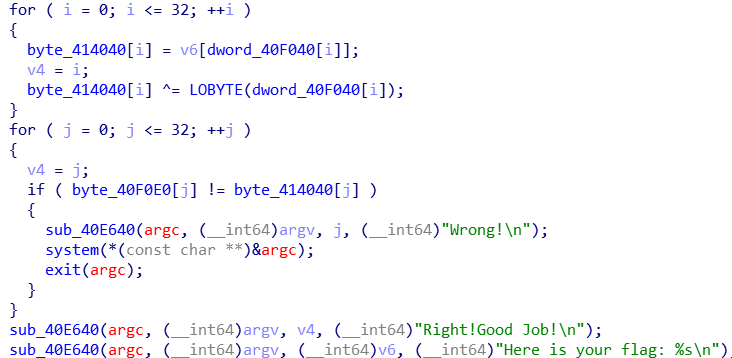 for ( i = 0; i <= 32; ++i )
{
  byte_414040[i] = v6[dword_40F040[i]];
  v4 = i;
  byte_414040[i] ^= LOBYTE(dword_40F040[i]);
}
for ( j = 0; j <= 32; ++j )
{
  v4 = j;
  if ( byte_40F0E0[j] != byte_414040[j] )
  {
    sub_40E640(argc, (__int64)argv, j, (__int64)"Wrong!\n");
    system(*(const char **)&argc);
    exit(argc);
  }
}
sub_40E640(argc, (__int64)argv, v4, (__int64)"Right!Good Job!\n");
sub_40E640(argc, (__int64)argv, (__int64)v6, (__int64)"Here is your flag: %s\n")